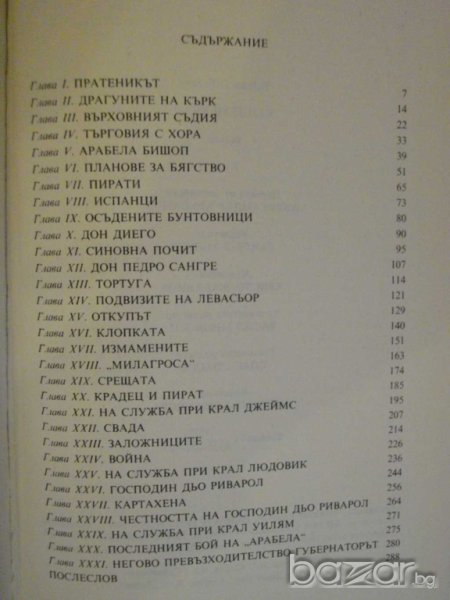 СЪДЪРЖАНИЕ
Глава I. ПРАТЕНИКЪТ 7
Глава II. ДРАГУНИТЕ НА КЪРК 14
Глава III. ВЪРХОВНИЯТ СЪДИЯ 22
Глава IV. ТЪРГОВИЯ С ХОРА 33
Глава V. АРАБЕЛА БИШОП 39
Глава VI. ПЛАНОВЕ ЗА БЯГСТВО 51
Глава VII. ПИРАТИ 65
Глава VIII. ИСПАНЦИ 73
Глава IX. ОСЪДЕНИТЕ БУНТОВНИЦИ 80
Глава X. ДОН ДИЕГО 90
Глава XI. СИНОВНА ПОЧИТ 95
Глава XII. ДОН ПЕДРО САНГРЕ 107
Глава XIII. ТОРТУГА 114
Глава XIV. ПОДВИЗИТЕ НА ЛЕВАСЬОР 121
Глава XV. ОТКУПЪТ 129
Глава XVI. КЛОПКАТА 140
Глава XVII. ИЗМАМЕНИТЕ 151
Глава XVIII. „МИЛАГРОСА“ 163
Глава XIX. СРЕЩАТА 174
Глава XX. КРАДЕЦ И ПИРАТ 185
Глава XXI. НА СЛУЖБА ПРИ КРАЛ ДЖЕЙМС 195
Глава XXII. СВАДА 207
Глава XXIII. ЗАЛОЖНИЦИТЕ 214
Глава XXIV. ВОЙНА 226
Глава XXV. НА СЛУЖБА ПРИ КРАЛ ЛЮДОВИК 236
Глава XXVI. ГОСПОДИН ДЬО РИВАРОЛ 244
Глава XXVII. КАРТАХЕНА 256
Глава XXVIII. ЧЕСТНОСТТА НА ГОСПОДИН ДЬО РИВАРОЛ 264
Глава XXIX. НА СЛУЖБА ПРИ КРАЛ УИЛЯМ 271
Глава XXX. ПОСЛЕДНИЯТ БОЙ НА „АРАБЕЛА“ 275
Глава XXXI. НЕГОВО ПРЕВЪЗХОДИТЕЛСТВО ГУБЕРНАТОРЪТ 280
ПОСЛЕСЛОВ 288
bazar.bg